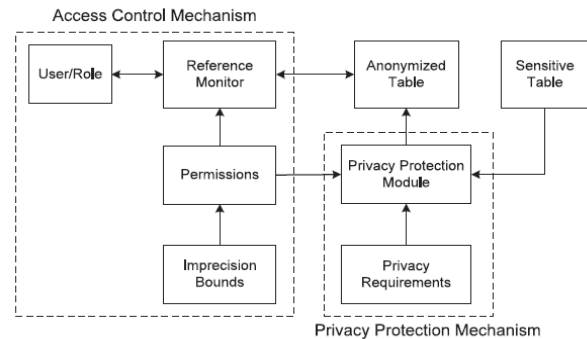 Access Control Mechanism
User/Role
Reference
Monitor
Anonymized
Table
Sensitive
Table
Permissions
Privacy Protection
Module
Imprecision
Bounds
Privacy
Requirements
Privacy Protection Mechanism